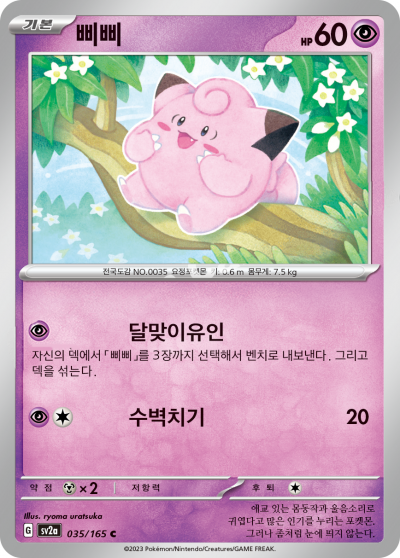 기본 삐삐 HP 60
전국도감 NO.0035 요정포켓몬 키: 0.6 m 몸무게: 7.5 kg
달맞이유인
자신의 덱에서 「삐삐」를 3장까지 선택해서 벤치로 내보낸다. 그리고
덱을 섞는다.
수벽치기 20
약점 ×2 저항력 후퇴
Illus. ryoma uratsuka
G sv2a 035/165 C
애교 있는 몸동작과 울음소리로
귀엽다고 많은 인기를 누리는 포켓몬.
그러나 좀처럼 눈에 띄지 않는다.
©2023 Pokémon/Nintendo/Creatures/GAME FREAK.